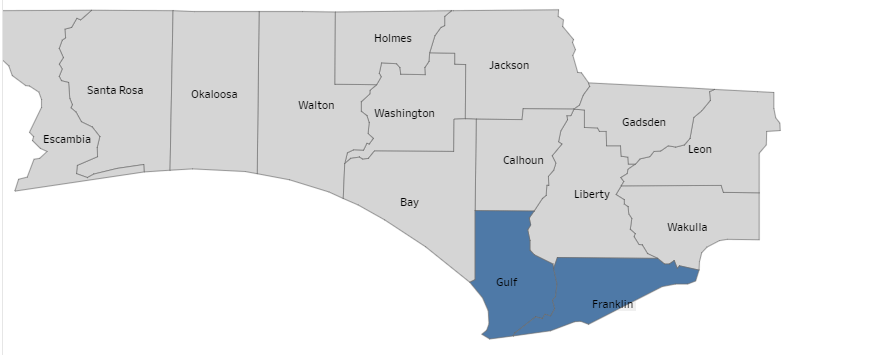 Holmes
Jackson
Santa Rosa
Okaloosa
Walton
Washington
Gadsden
Escambia
Leon
Calhoun
Liberty
Bay
Wakulla
Gulf
Franklin